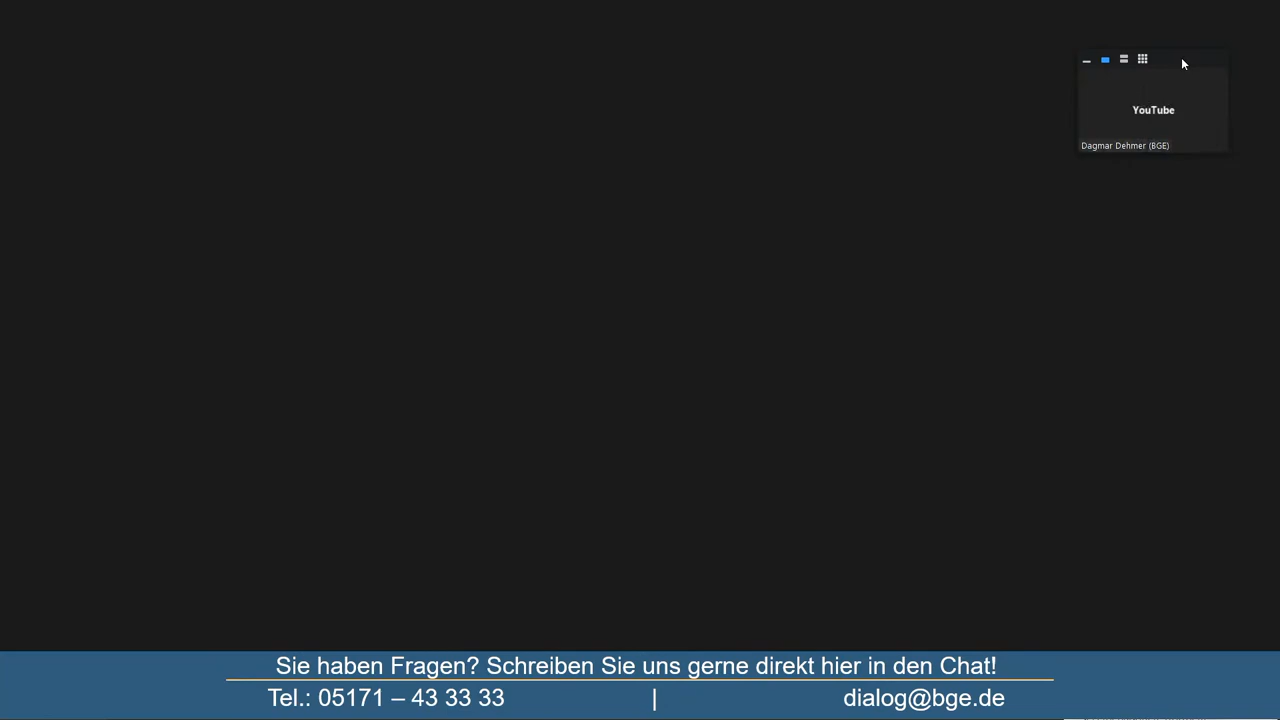 YouTube
Dagmar Dehmer (BGE)
Sie haben Fragen? Schreiben Sie uns gerne direkt hier in den Chat!
Tel.: 05171 – 43 33 33 | dialog@bge.de